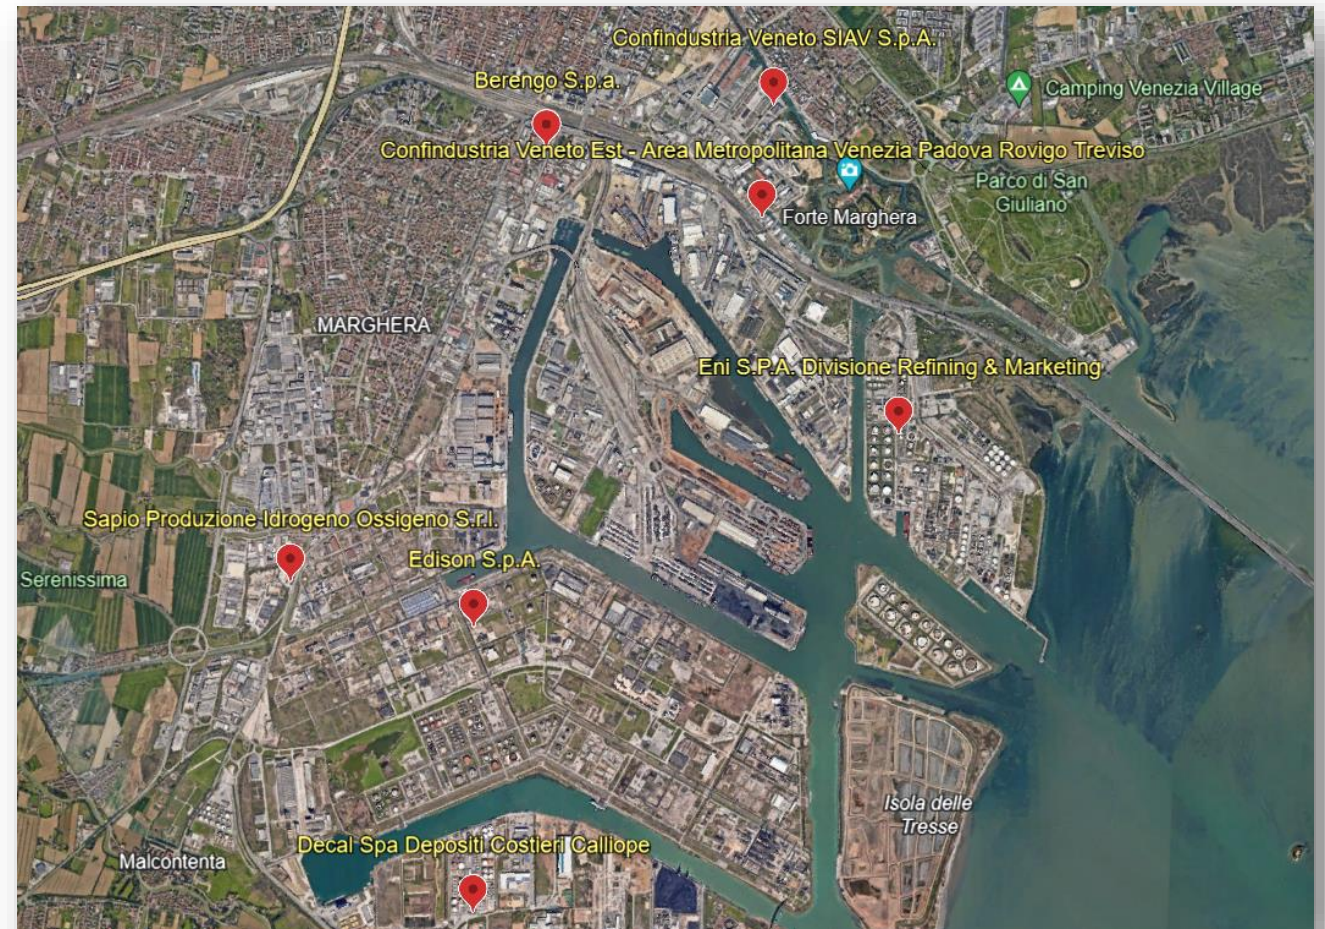 Confindustria Veneto SIAV S.p.A.
Berengo S.p.a.
Camping Venezia Village
Confindustria Veneto Est - Area Metropolitana Venezia Padova Rovigo Treviso
Parco di San
Giuliano
Forte Marghera
MARGHERA
Eni S.P.A. Divisione Refining & Marketing
Sapio Produzione Idrogeno Ossigeno S.r.l.
Edison S.p.A.
Serenissima
Isola delle
Tresse
Decal Spa Depositi Costieri Calliope
Malcontenta